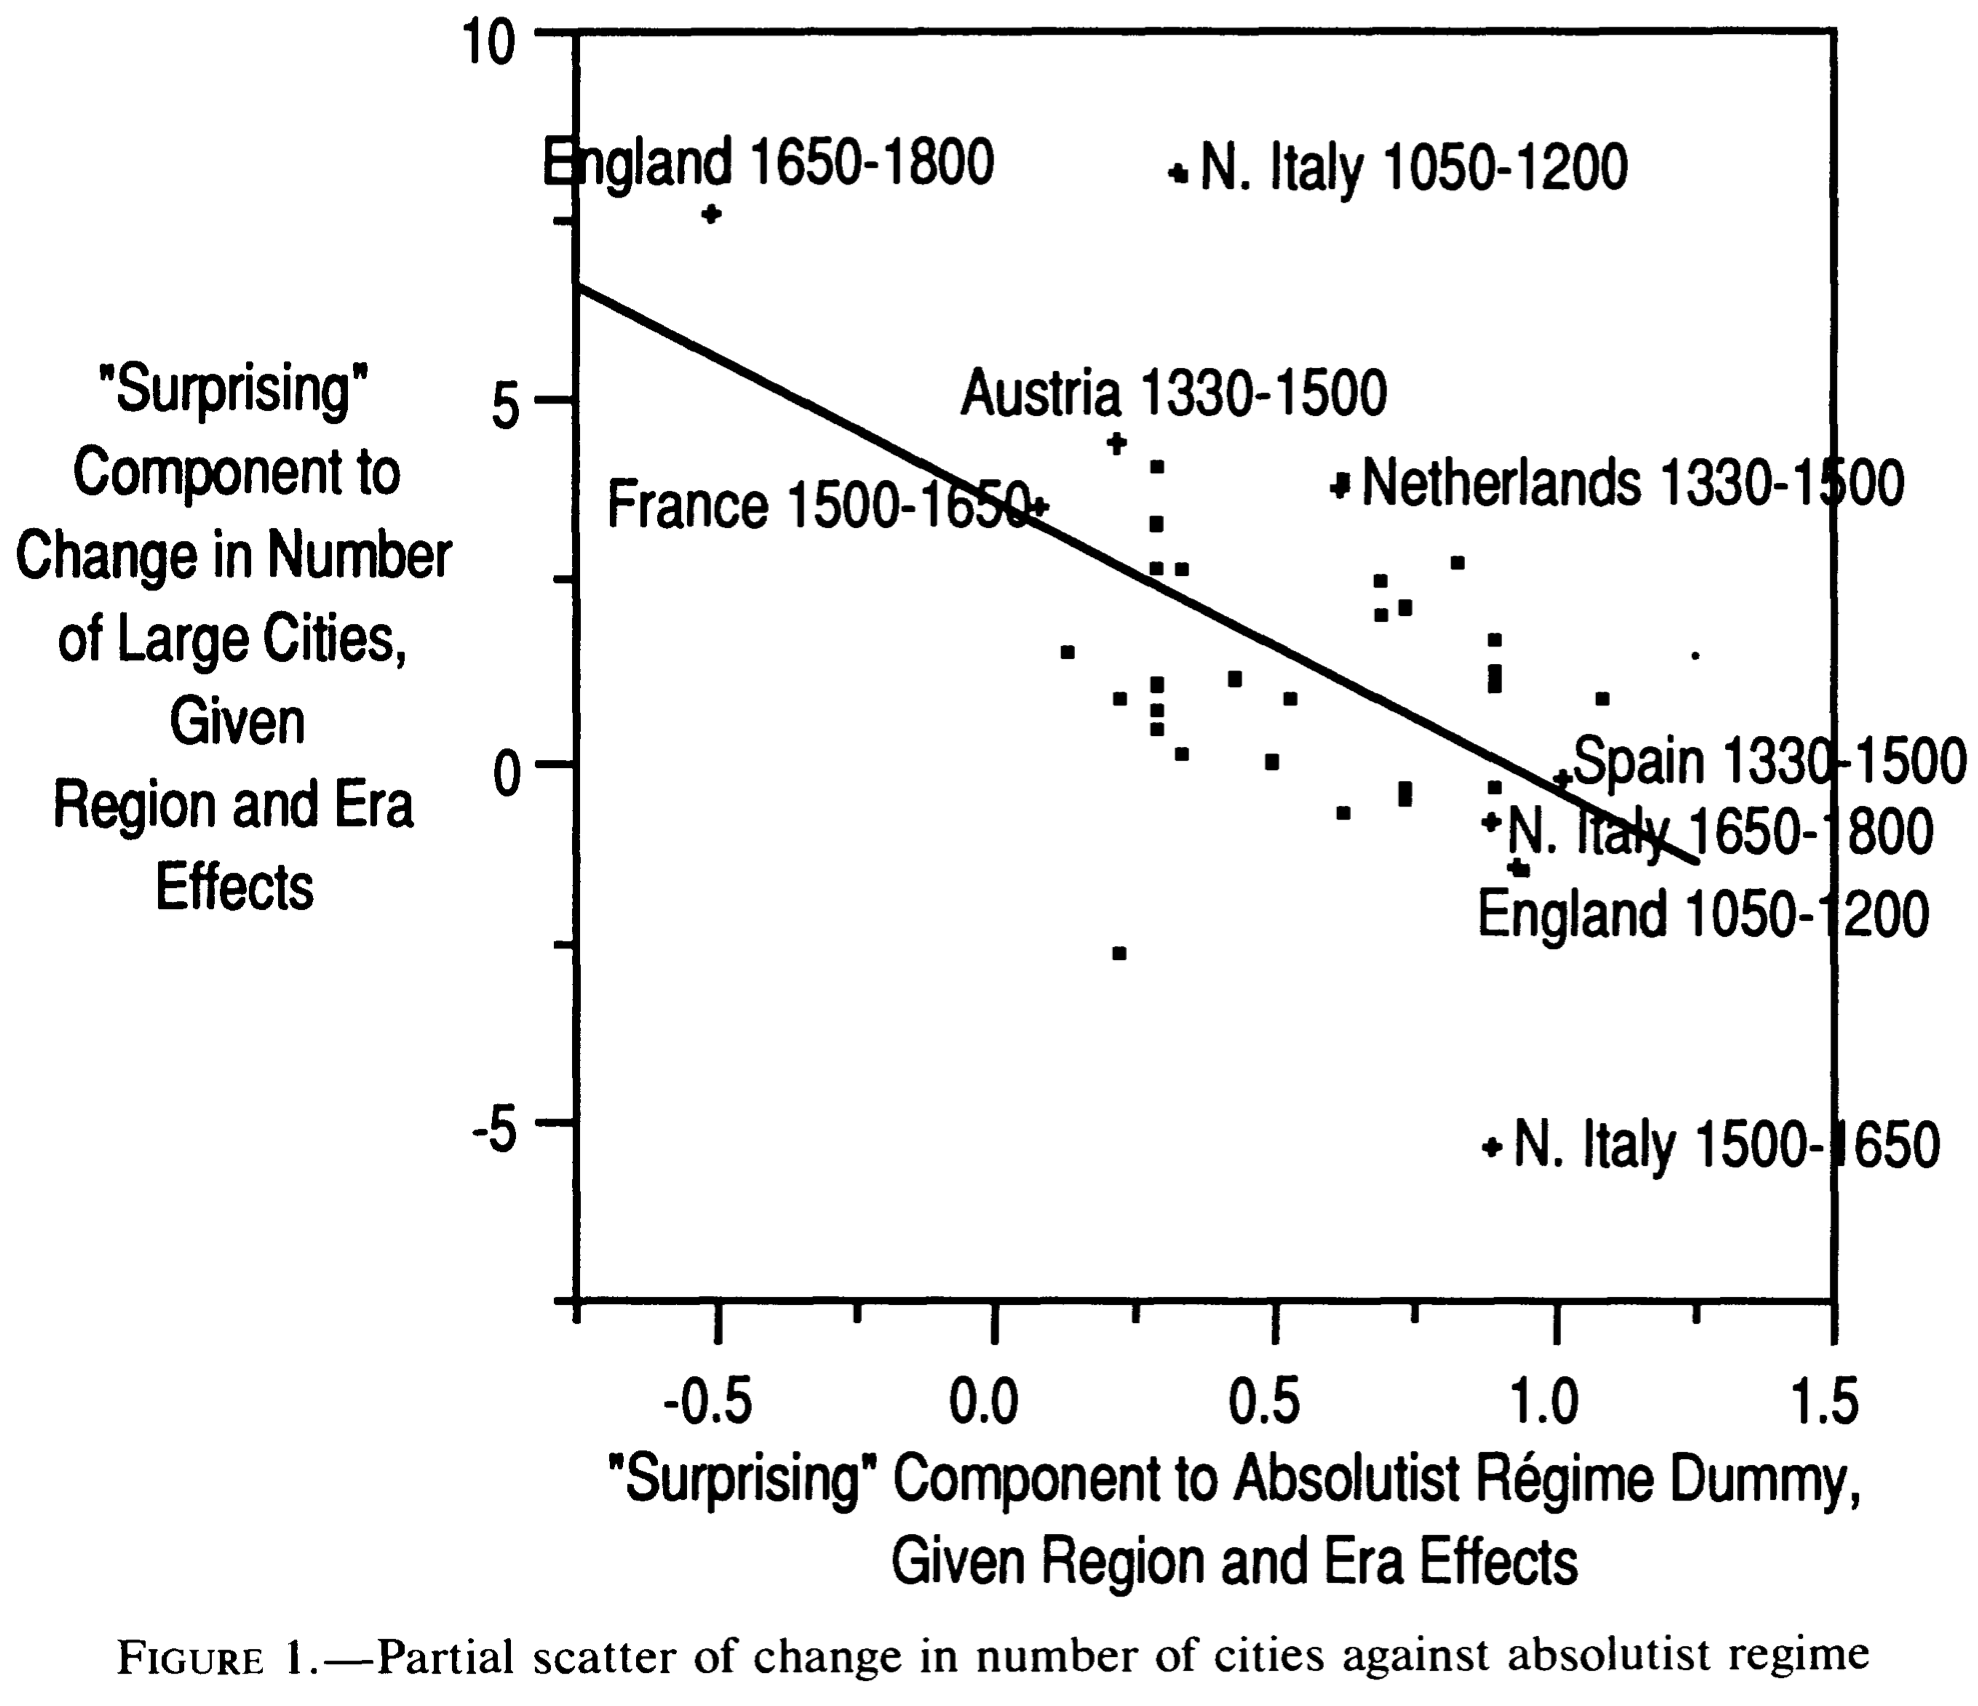 10
England 1650-1800
N. Italy 1050-1200
"Surprising"
Component to
Change in Number
of Large Cities,
Given
Region and Era
Effects
5
Austria 1330-1500
Netherlands 1330-1500
France 1500-1650
0
Spain 1330-1500
N. Italy 1650-1800
England 1050-1200
-5
N. Italy 1500-1650
-0.5 0.0 0.5 1.0 1.5
"Surprising" Component to Absolutist Régime Dummy,
Given Region and Era Effects
FIGURE 1.—Partial scatter of change in number of cities against absolutist regime